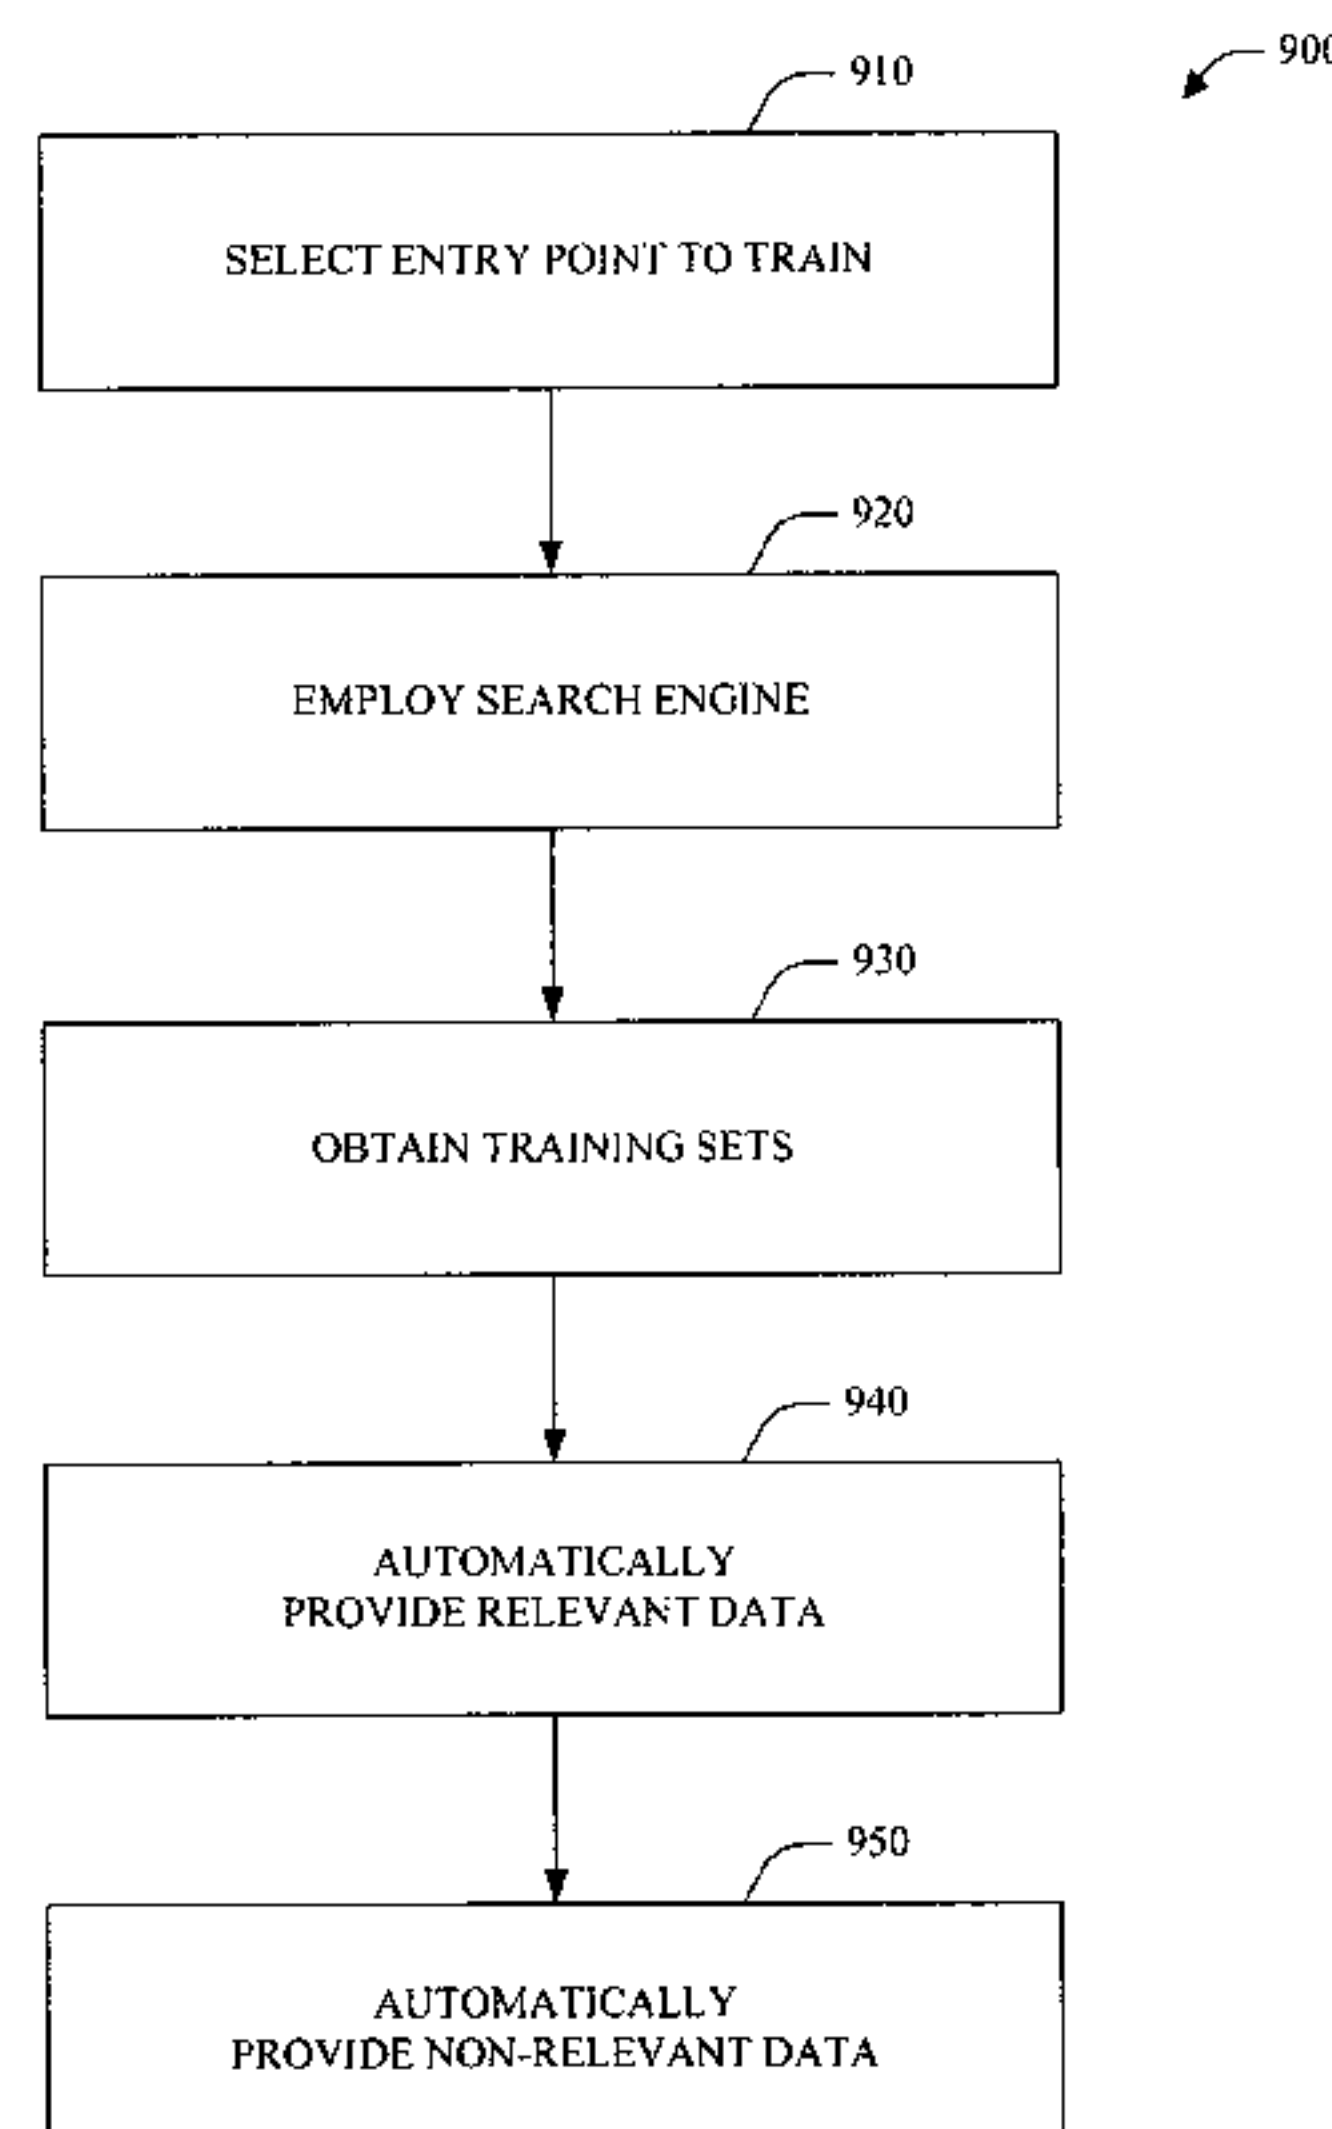 900
910
SELECT ENTRY POINT TO TRAIN
920
EMPLOY SEARCH ENGINE
930
OBTAIN TRAINING SETS
940
AUTOMATICALLY
PROVIDE RELEVANT DATA
950
AUTOMATICALLY
PROVIDE NON-RELEVANT DATA